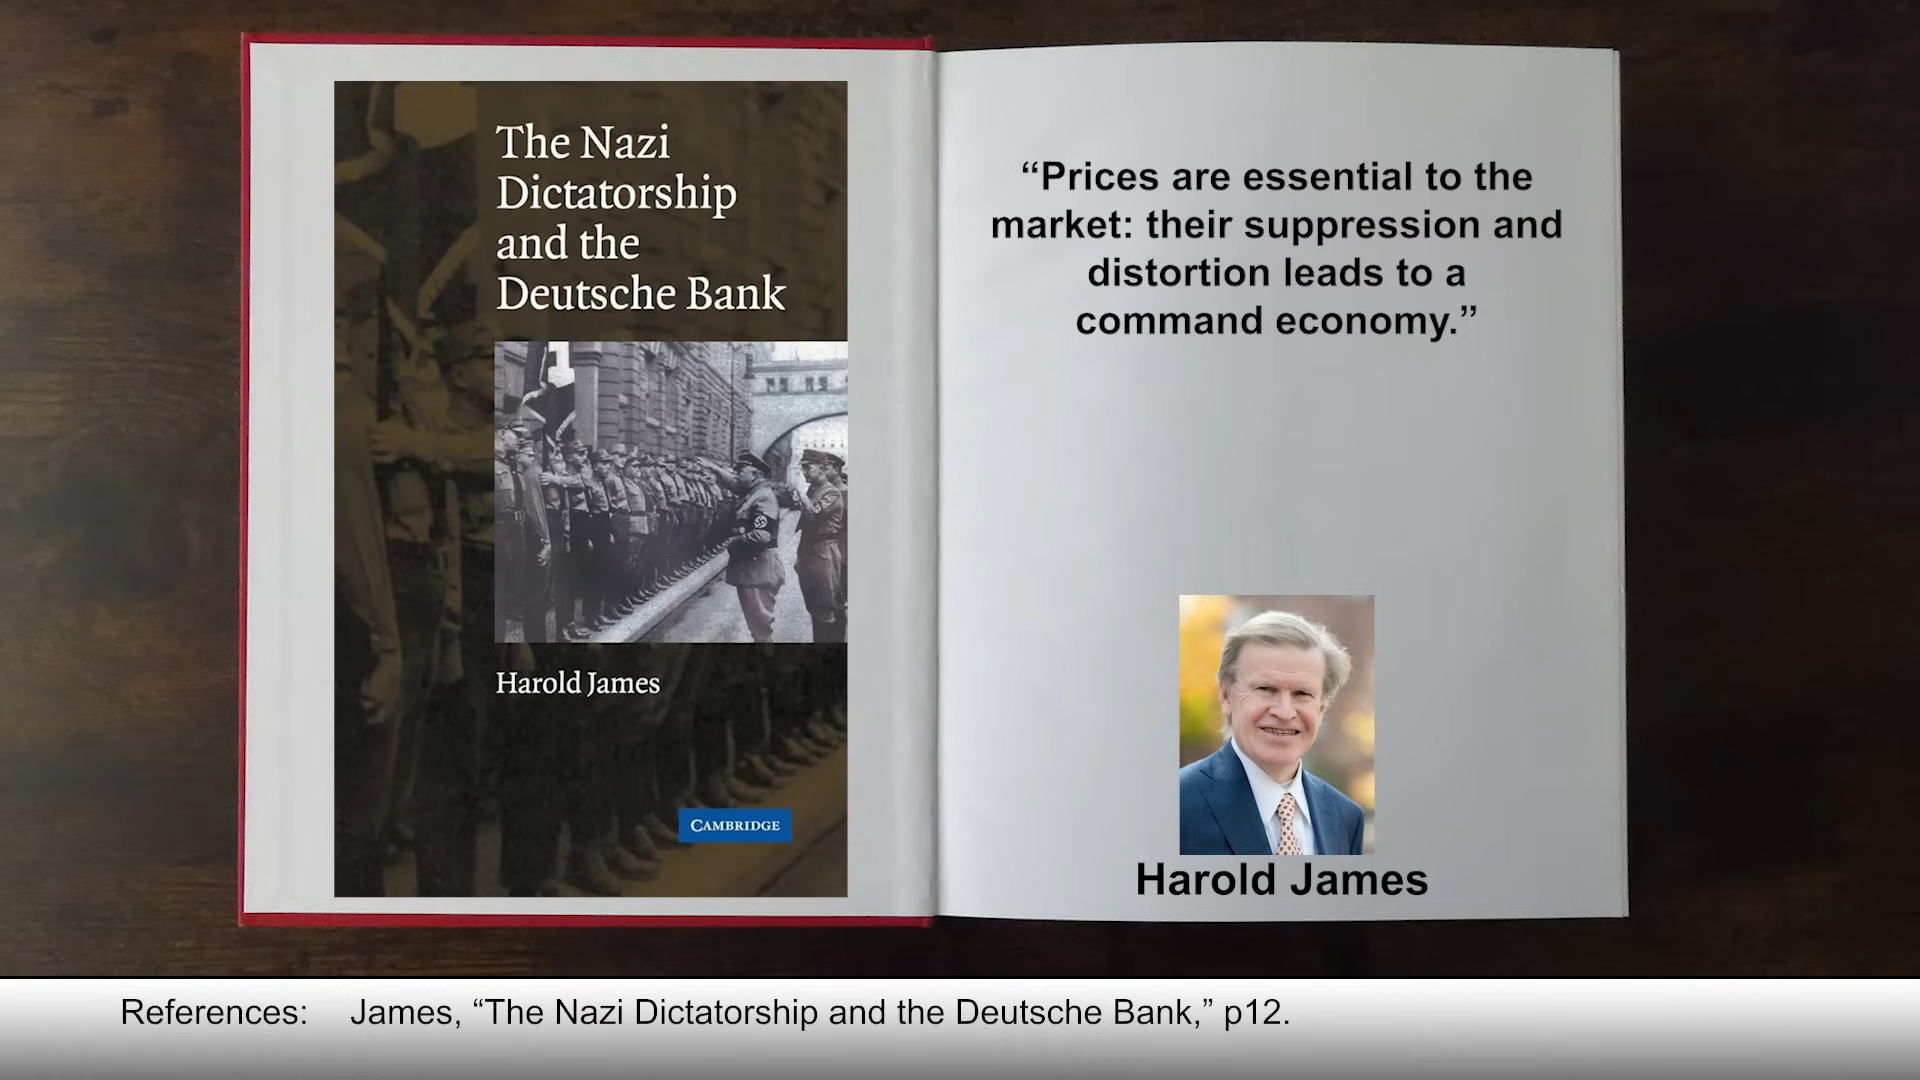 The Nazi
Dictatorship
and the
Deutsche Bank
Harold James
CAMBRIDGE
“Prices are essential to the
market: their suppression and
distortion leads to a
command economy.”
Harold James
References: James, “The Nazi Dictatorship and the Deutsche Bank,” p12.